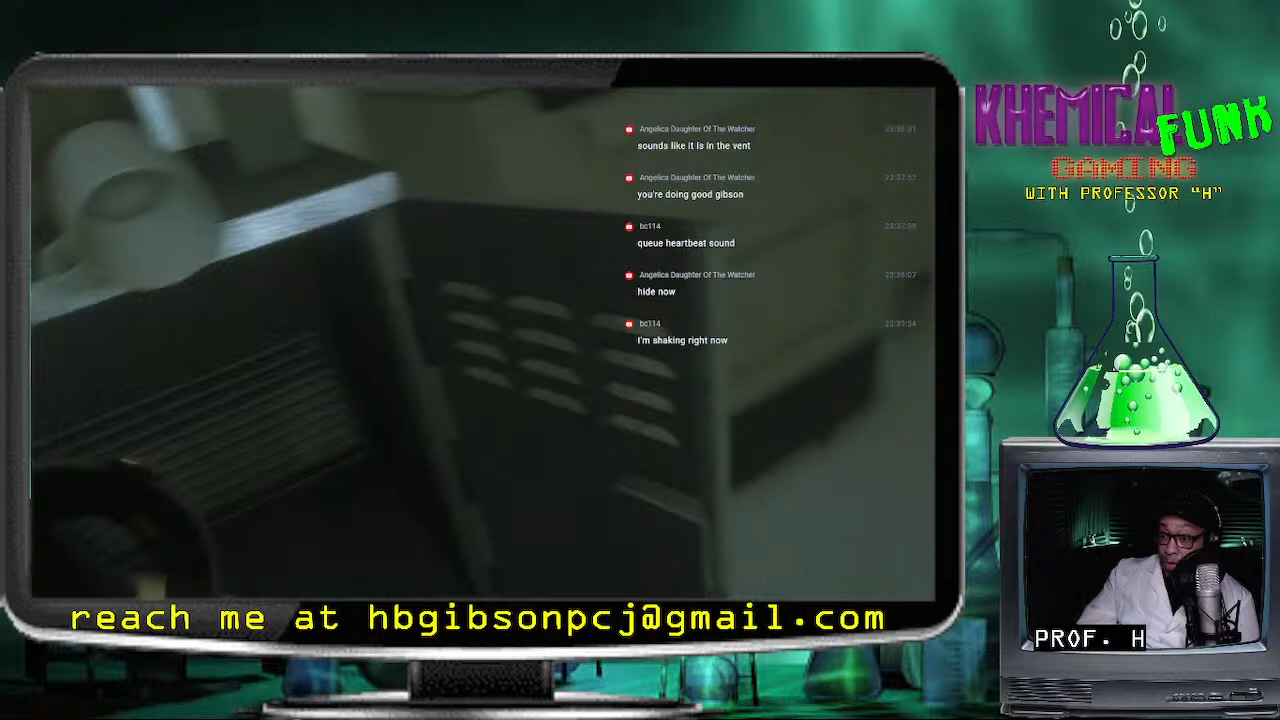 Angelica Daughter Of The Watcher
sounds like it is in the vent
Angelica Daughter Of The Watcher
you're doing good gibson
bc114
queue heartbeat sound
Angelica Daughter Of The Watcher
hide now
bc114
I'm shaking right now
KHEMICAL
FUNK
GAMING
WITH PROFESSOR "H"
PROF. H
reach me at hbgibsonpcj@gmail.com